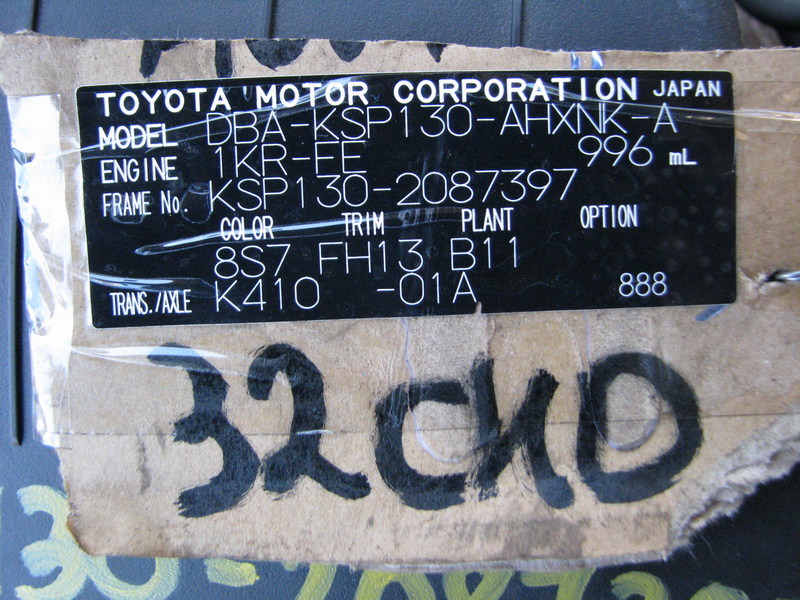 TOYOTA MOTOR CORPORATION JAPAN
MODEL DBA-KSP130-AHXNK-A
ENGINE 1KR-FE 996 mL
FRAME No. KSP130-2087397
COLOR TRIM PLANT OPTION
8S7 FH13 B11
TRANS./AXLE K410 -01A 888